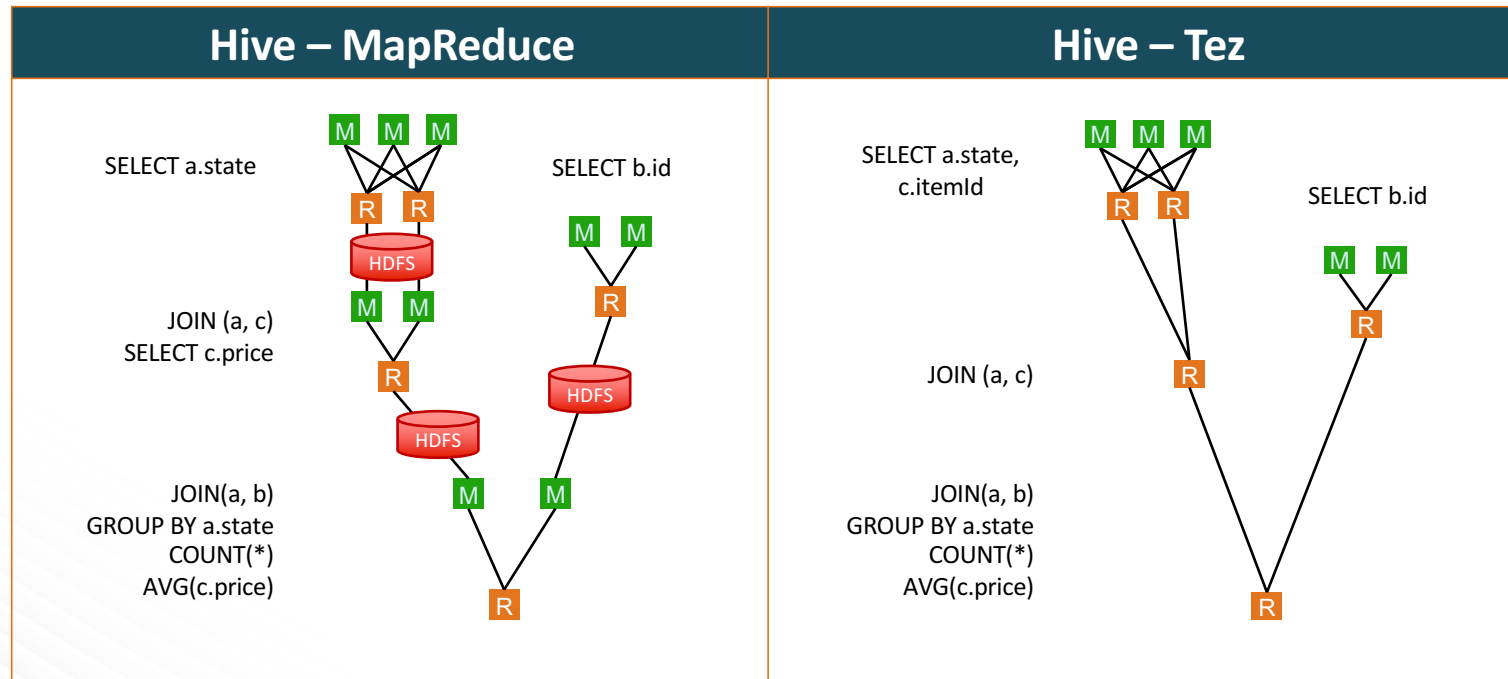 Hive – MapReduce
M M M
SELECT a.state
SELECT b.id
R R
M M
HDFS
R
M M
JOIN (a, c)
SELECT c.price
R
HDFS
HDFS
JOIN(a, b)
GROUP BY a.state
COUNT(*)
AVG(c.price)
M M
R
Hive – Tez
M M M
SELECT a.state,
c.itemId
SELECT b.id
R R
M M
R
JOIN (a, c)
R
JOIN(a, b)
GROUP BY a.state
COUNT(*)
AVG(c.price)
R